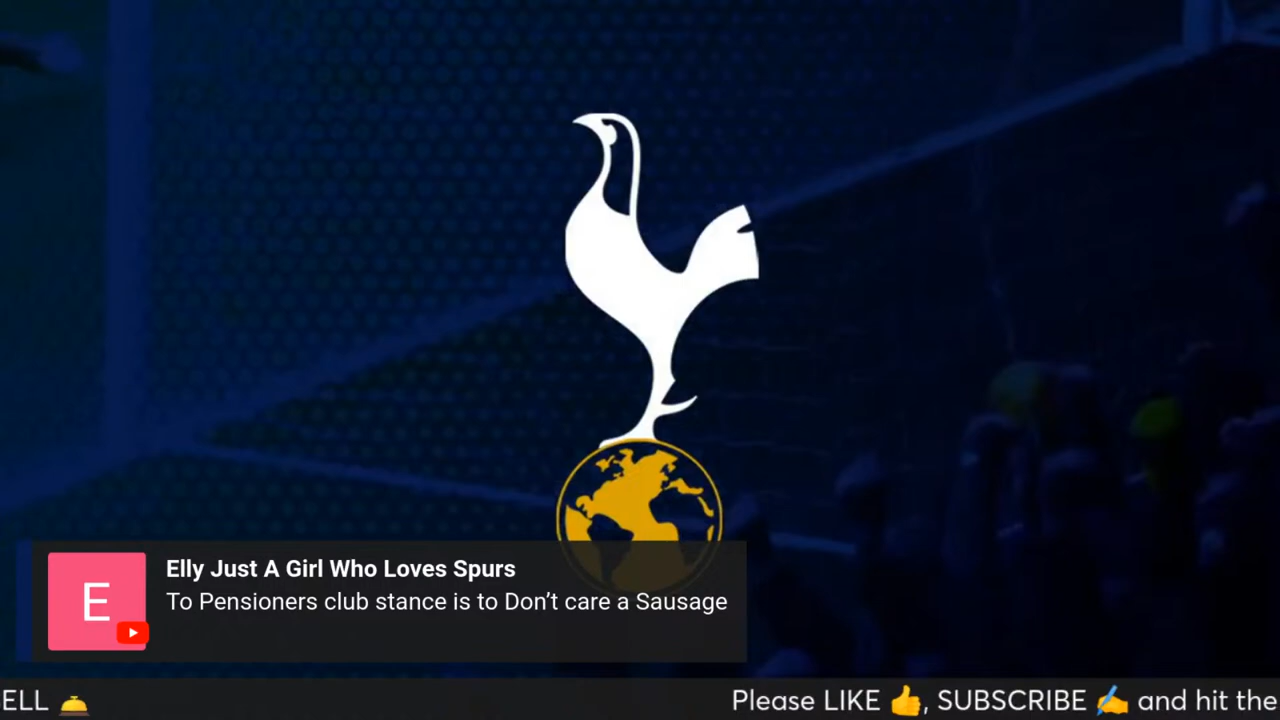 E
Elly Just A Girl Who Loves Spurs
To Pensioners club stance is to Don’t care a Sausage
ELL 🛎️ Please LIKE 👍, SUBSCRIBE ✍️ and hit the